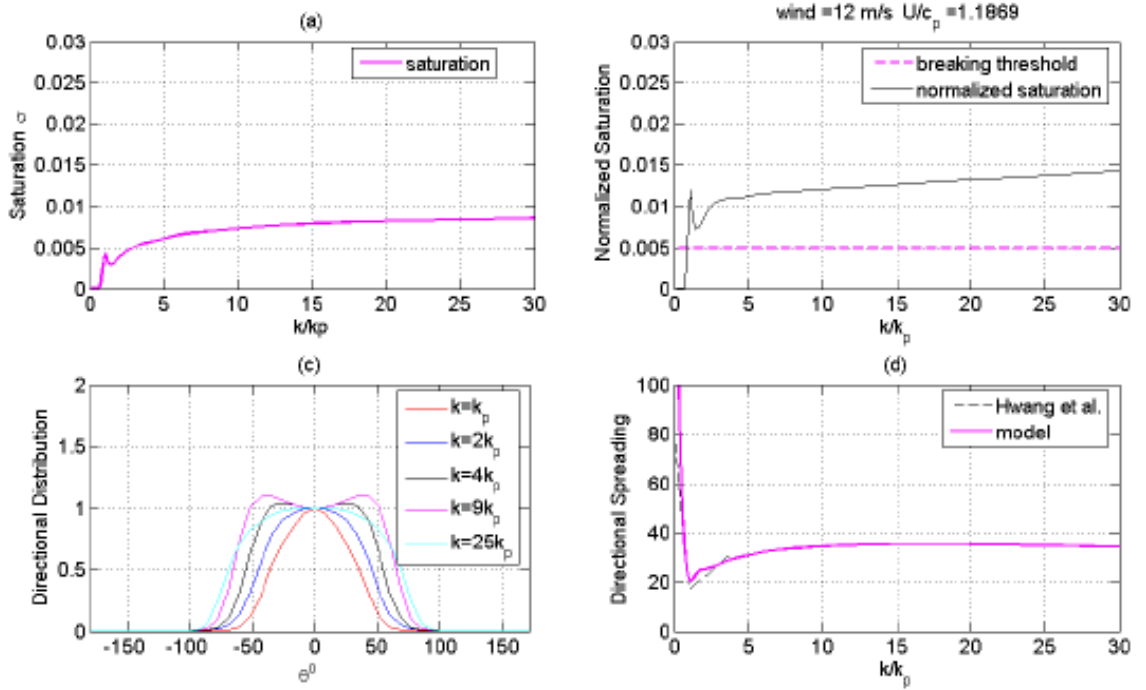 (a)
wind =12 m/s U/c_p =1.1869
0.03
0.025
0.02
0.015
0.01
0.005
0
Saturation σ
saturation
0 5 10 15 20 25 30
k/kp
0.03
0.025
0.02
0.015
0.01
0.005
0
Normalized Saturation
breaking threshold
normalized saturation
0 5 10 15 20 25 30
k/k_p
(c)
2
1.5
1
0.5
0
Directional Distribution
k=k_p
k=2k_p
k=4k_p
k=9k_p
k=25k_p
-150 -100 -50 0 50 100 150
θ^0
(d)
100
80
60
40
20
0
Directional Spreading
Hwang et al.
model
0 5 10 15 20 25 30
k/k_p